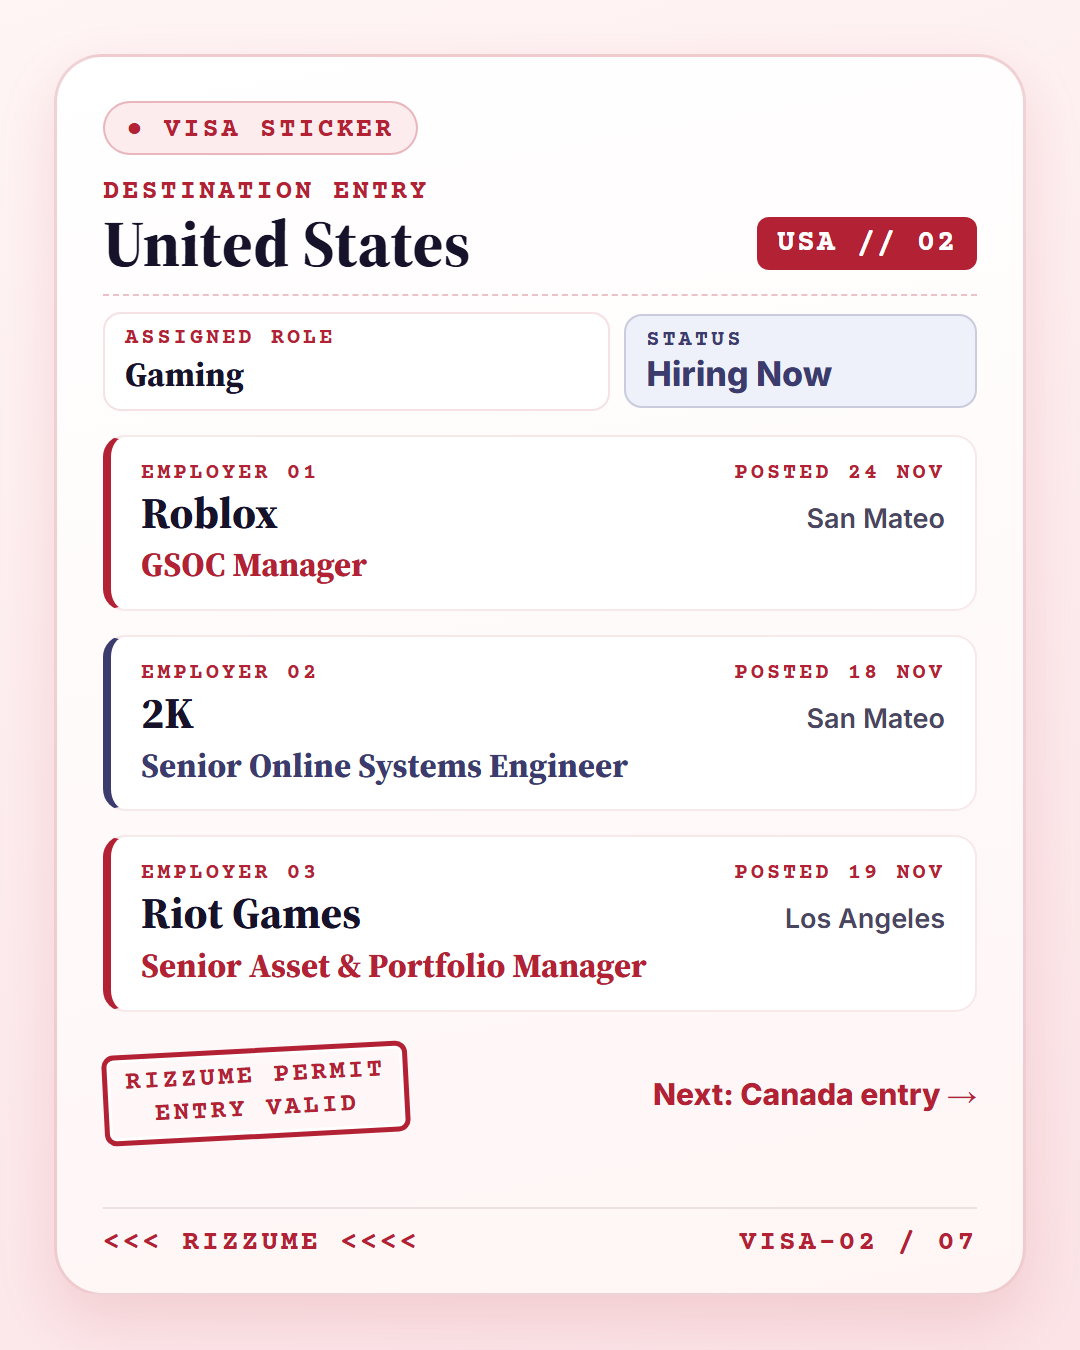 • VISA STICKER
DESTINATION ENTRY
United States
USA // 02
ASSIGNED ROLE
Gaming
STATUS
Hiring Now
EMPLOYER 01
POSTED 24 NOV
Roblox
San Mateo
GSOC Manager
EMPLOYER 02
POSTED 18 NOV
2K
San Mateo
Senior Online Systems Engineer
EMPLOYER 03
POSTED 19 NOV
Riot Games
Los Angeles
Senior Asset & Portfolio Manager
RIZZUME PERMIT
ENTRY VALID
Next: Canada entry →
<<< RIZZUME <<<<
VISA-02 / 07